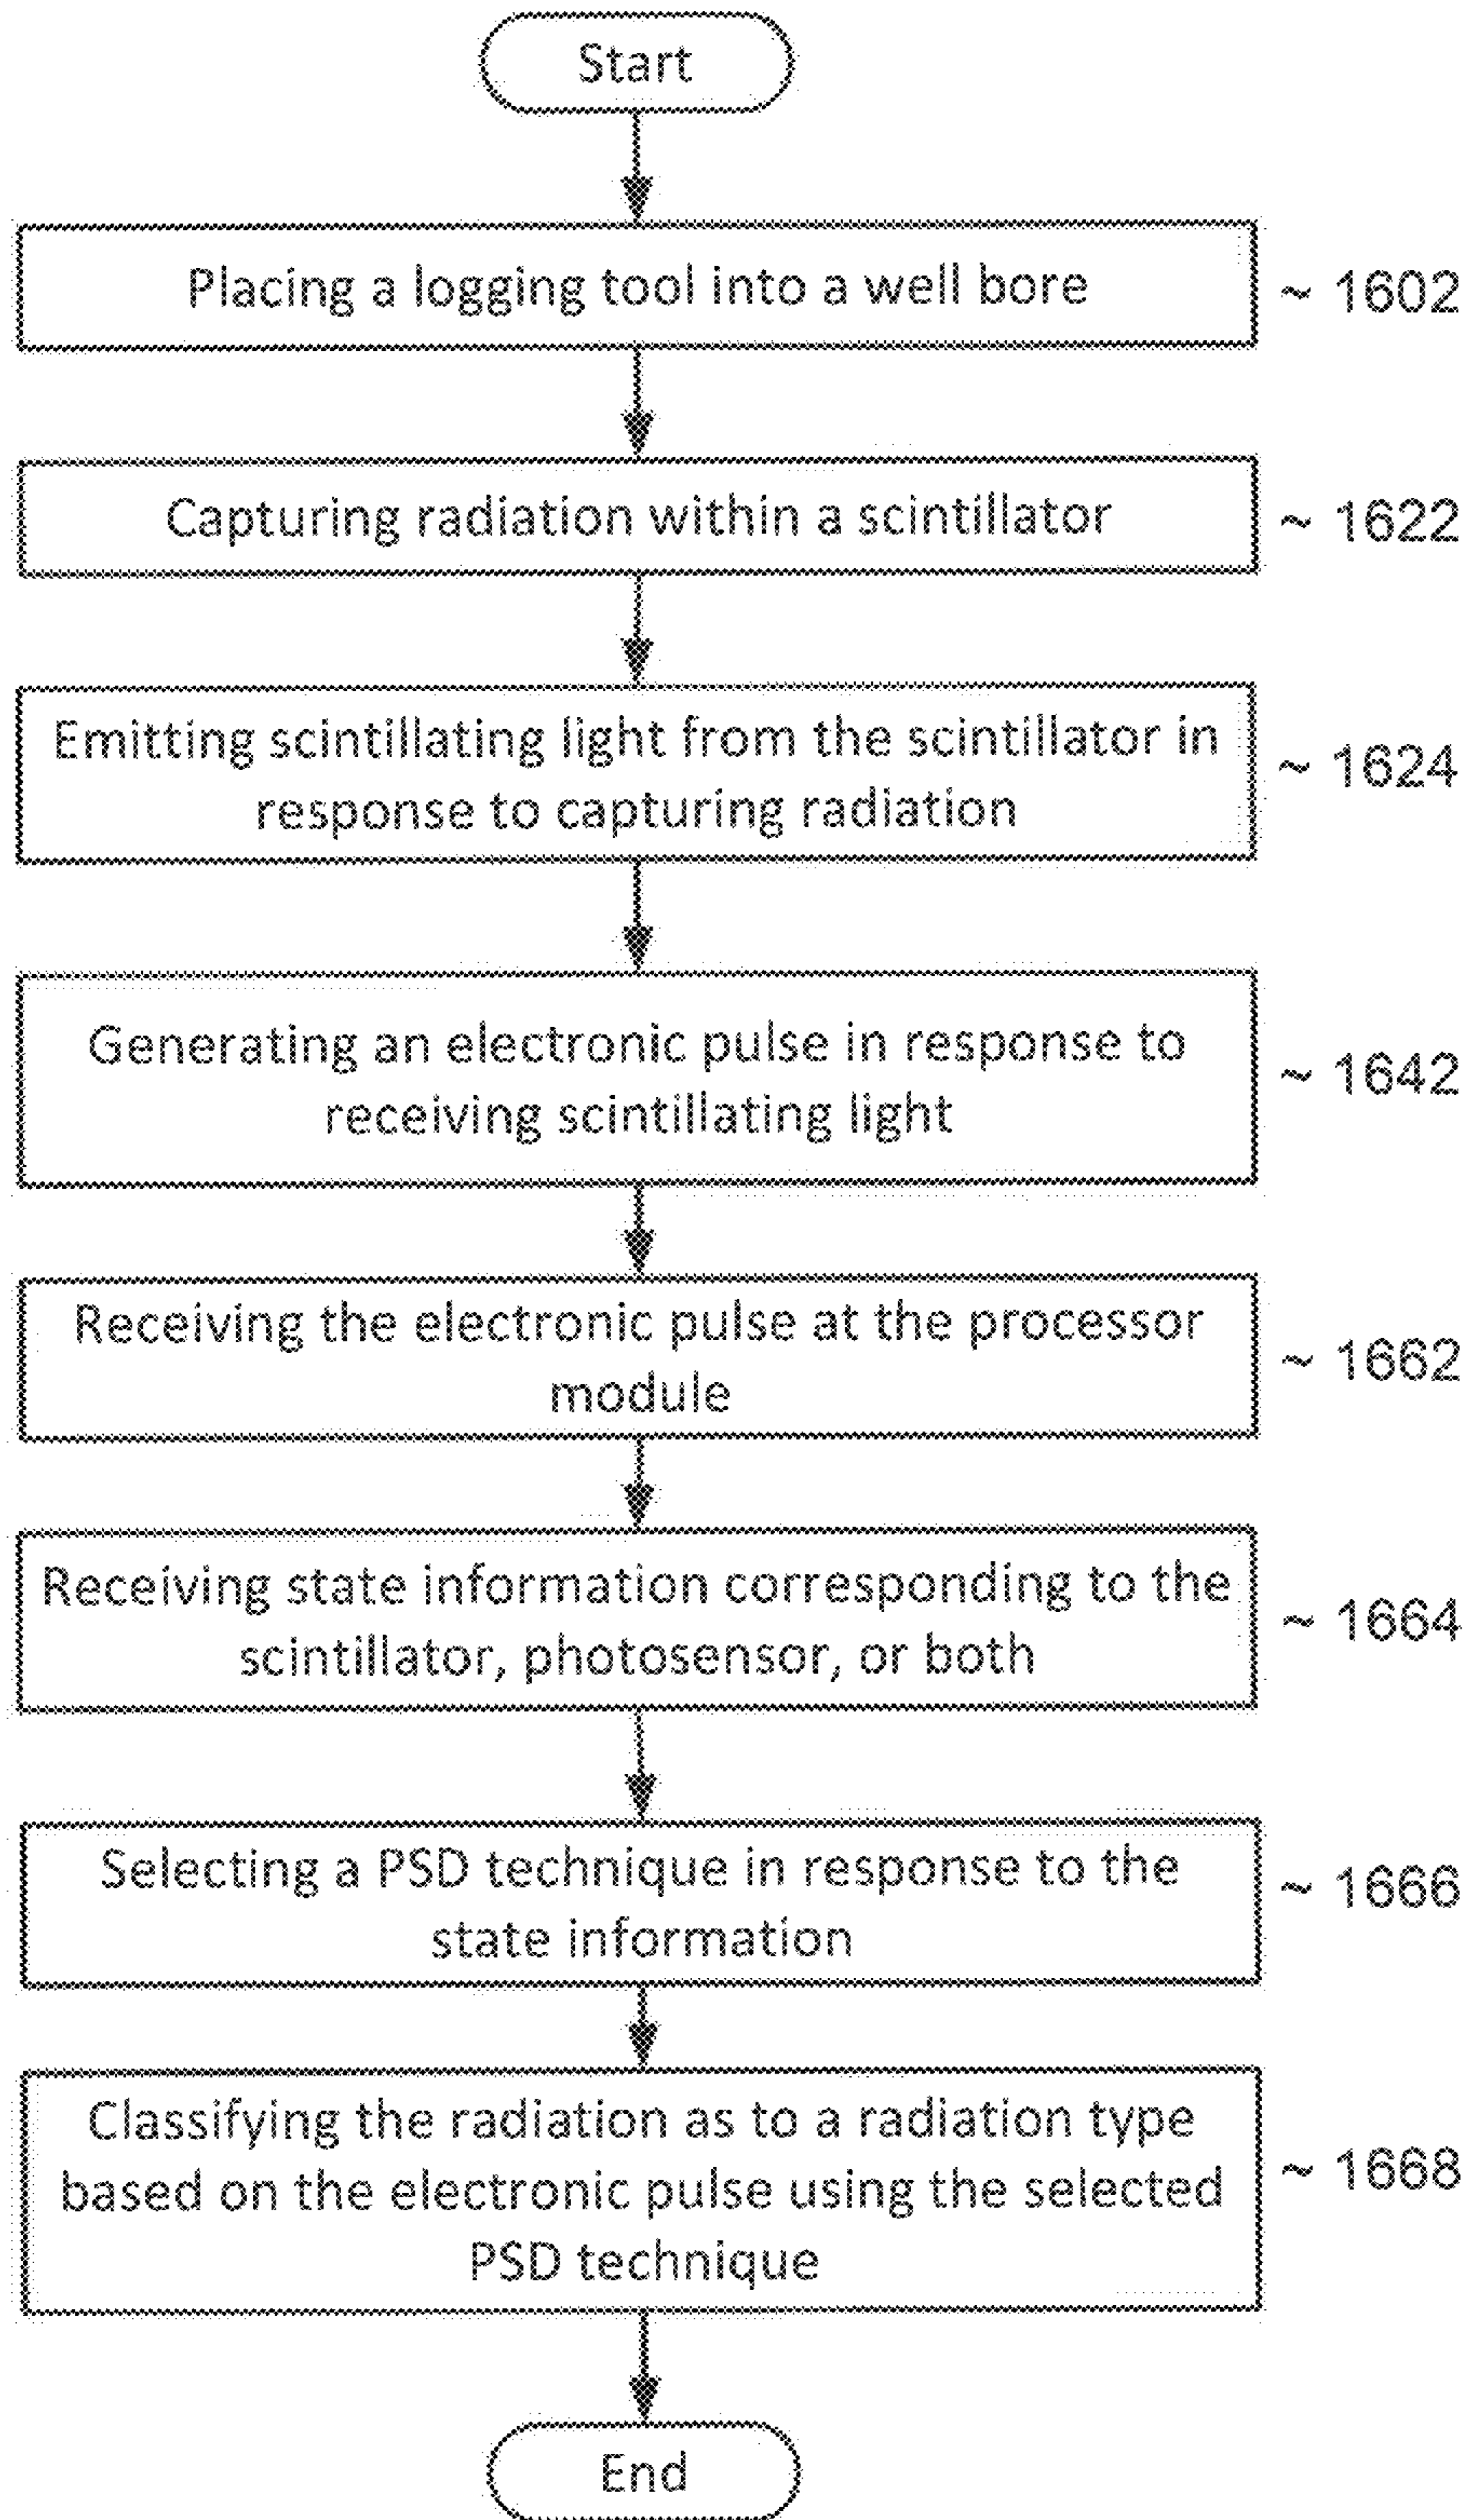 Start
Placing a logging tool into a well bore
~ 1602
Capturing radiation within a scintillator
~ 1622
Emitting scintillating light from the scintillator in
response to capturing radiation
~ 1624
Generating an electronic pulse in response to
receiving scintillating light
~ 1642
Receiving the electronic pulse at the processor
module
~ 1662
Receiving state information corresponding to the
scintillator, photosensor, or both
~ 1664
Selecting a PSD technique in response to the
state information
~ 1666
Classifying the radiation as to a radiation type
based on the electronic pulse using the selected
PSD technique
~ 1668
End